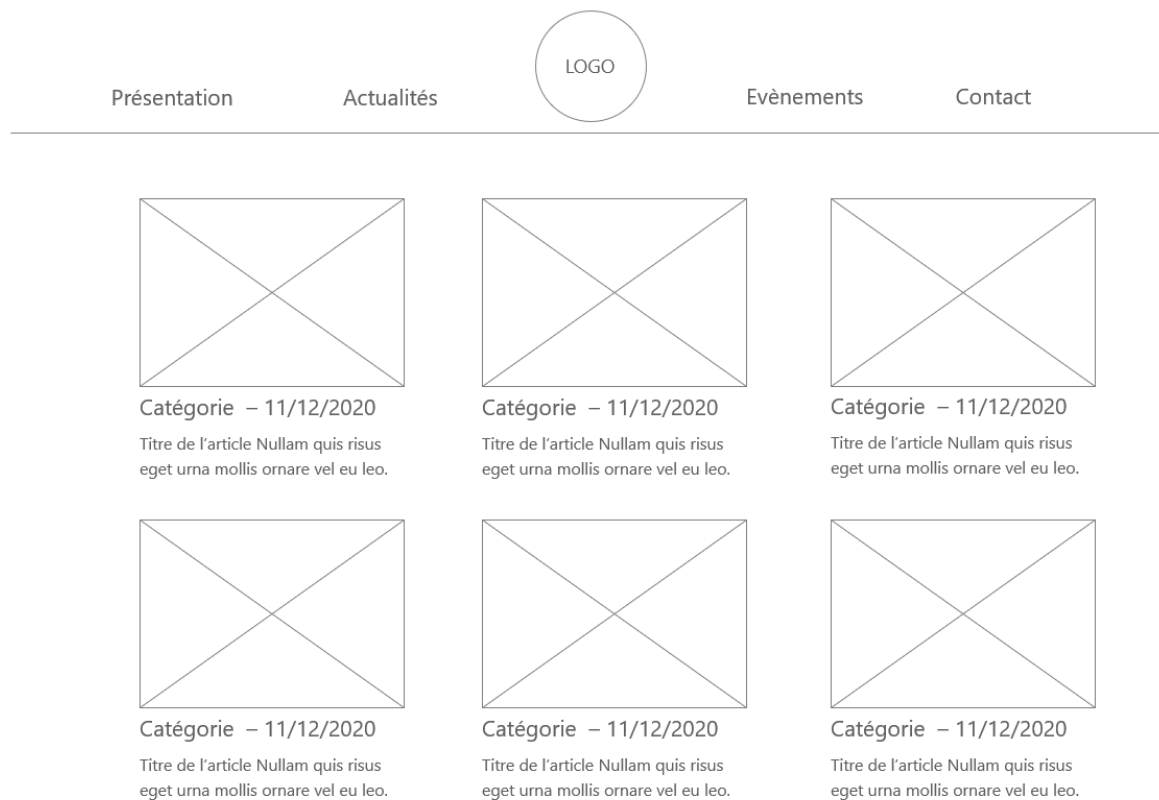 LOGO
Présentation
Actualités
Evènements
Contact
Catégorie – 11/12/2020
Titre de l'article Nullam quis risus
eget urna mollis ornare vel eu leo.
Catégorie – 11/12/2020
Titre de l'article Nullam quis risus
eget urna mollis ornare vel eu leo.
Catégorie – 11/12/2020
Titre de l'article Nullam quis risus
eget urna mollis ornare vel eu leo.
Catégorie – 11/12/2020
Titre de l'article Nullam quis risus
eget urna mollis ornare vel eu leo.
Catégorie – 11/12/2020
Titre de l'article Nullam quis risus
eget urna mollis ornare vel eu leo.
Catégorie – 11/12/2020
Titre de l'article Nullam quis risus
eget urna mollis ornare vel eu leo.